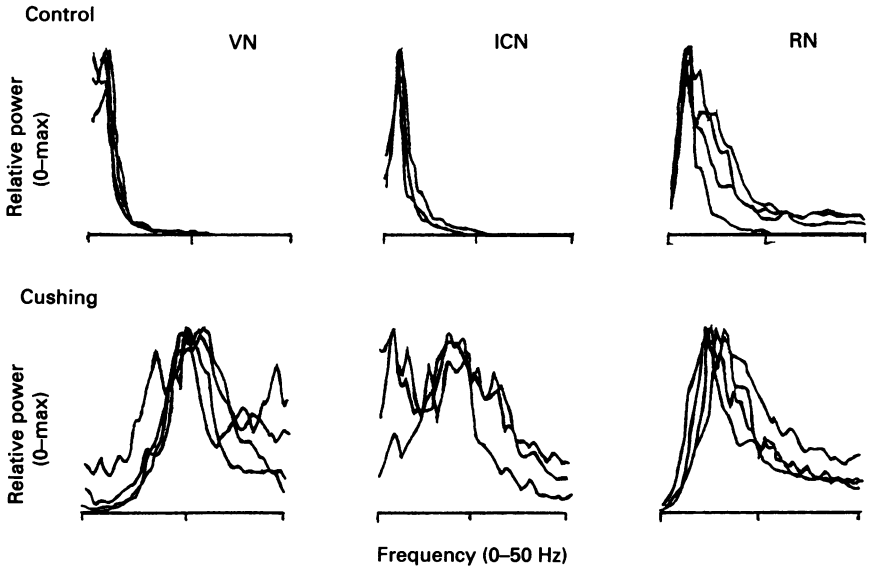 Control
VN
ICN
RN
Relative power
(0–max)
Cushing
Relative power
(0–max)
Frequency (0–50 Hz)